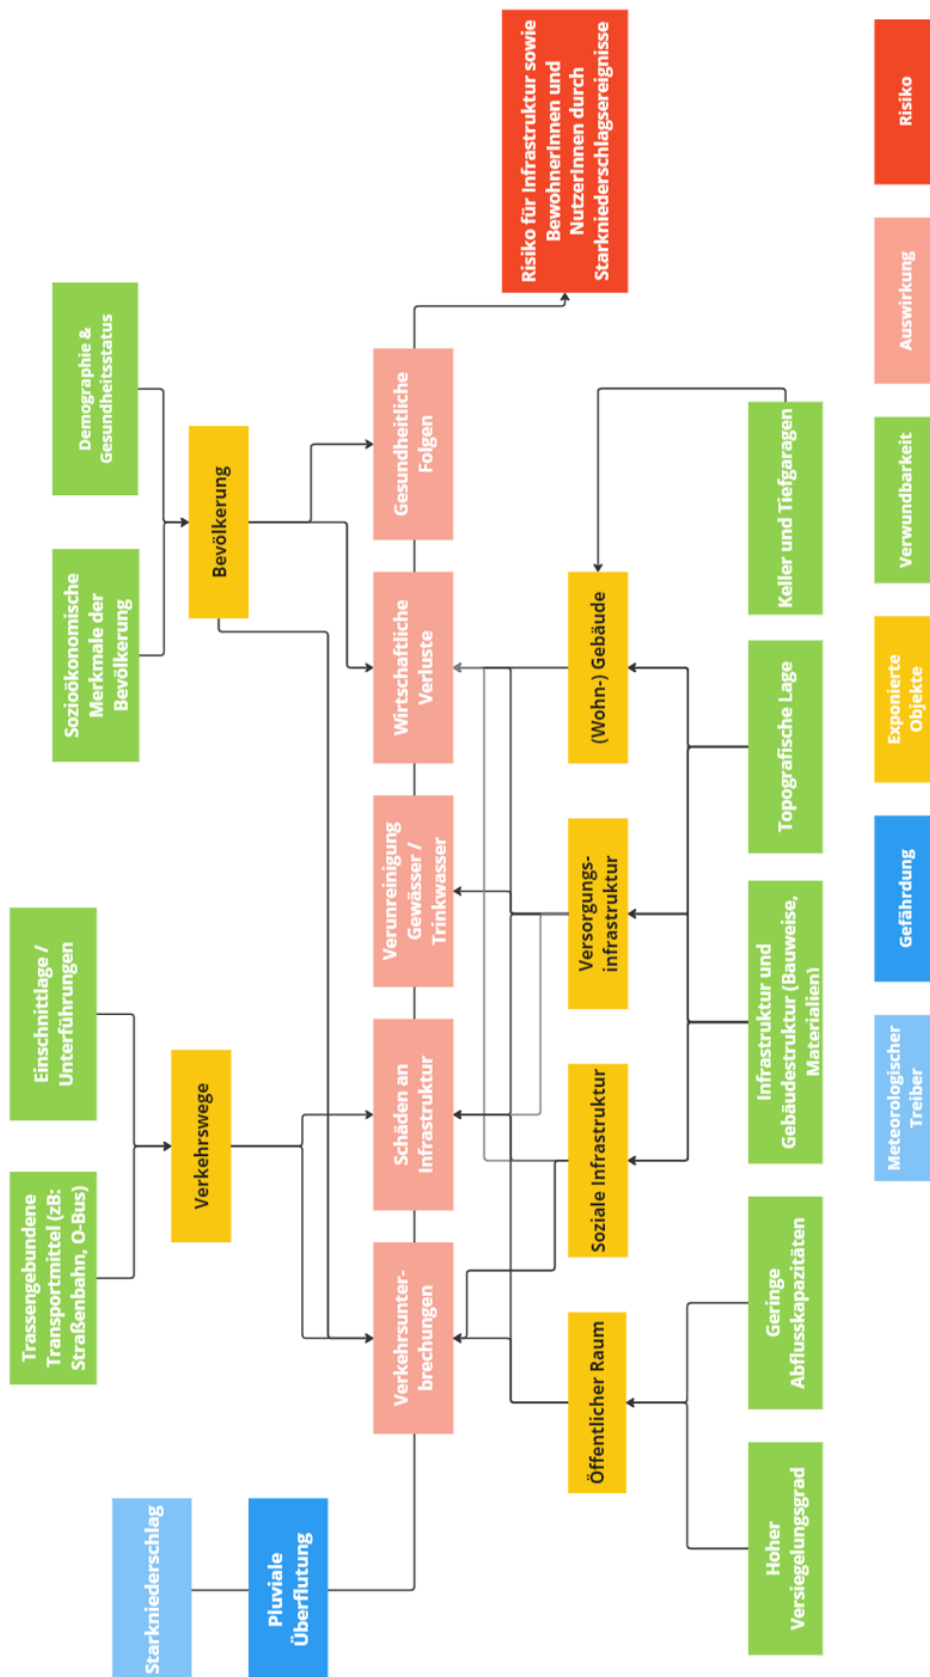 Starkniederschlag
Pluviale
Überflutung
Trassengebundene
Transportmittel (zB:
Straßenbahn, O-Bus)
Einschnittlage /
Unterführungen
Verkehrswege
Sozioökonomische
Merkmale der
Bevölkerung
Demographie &
Gesundheitsstatus
Bevölkerung
Verkehrsunter-
brechungen
Schäden an
Infrastruktur
Verunreinigung
Gewässer /
Trinkwasser
Wirtschaftliche
Verluste
Gesundheitliche
Folgen
Risiko für Infrastruktur sowie
BewohnerInnen und
NutzerInnen durch
Starkniederschlagsereignisse
Öffentlicher Raum
Soziale Infrastruktur
Versorgungs-
infrastruktur
(Wohn-) Gebäude
Hoher
Versiegelungsgrad
Geringe
Abflusskapazitäten
Infrastruktur und
Gebäudestruktur (Bauweise,
Materialien)
Topografische Lage
Keller und Tiefgaragen
Meteorologischer
Treiber
Gefährdung
Exponierte
Objekte
Verwundbarkeit
Auswirkung
Risiko